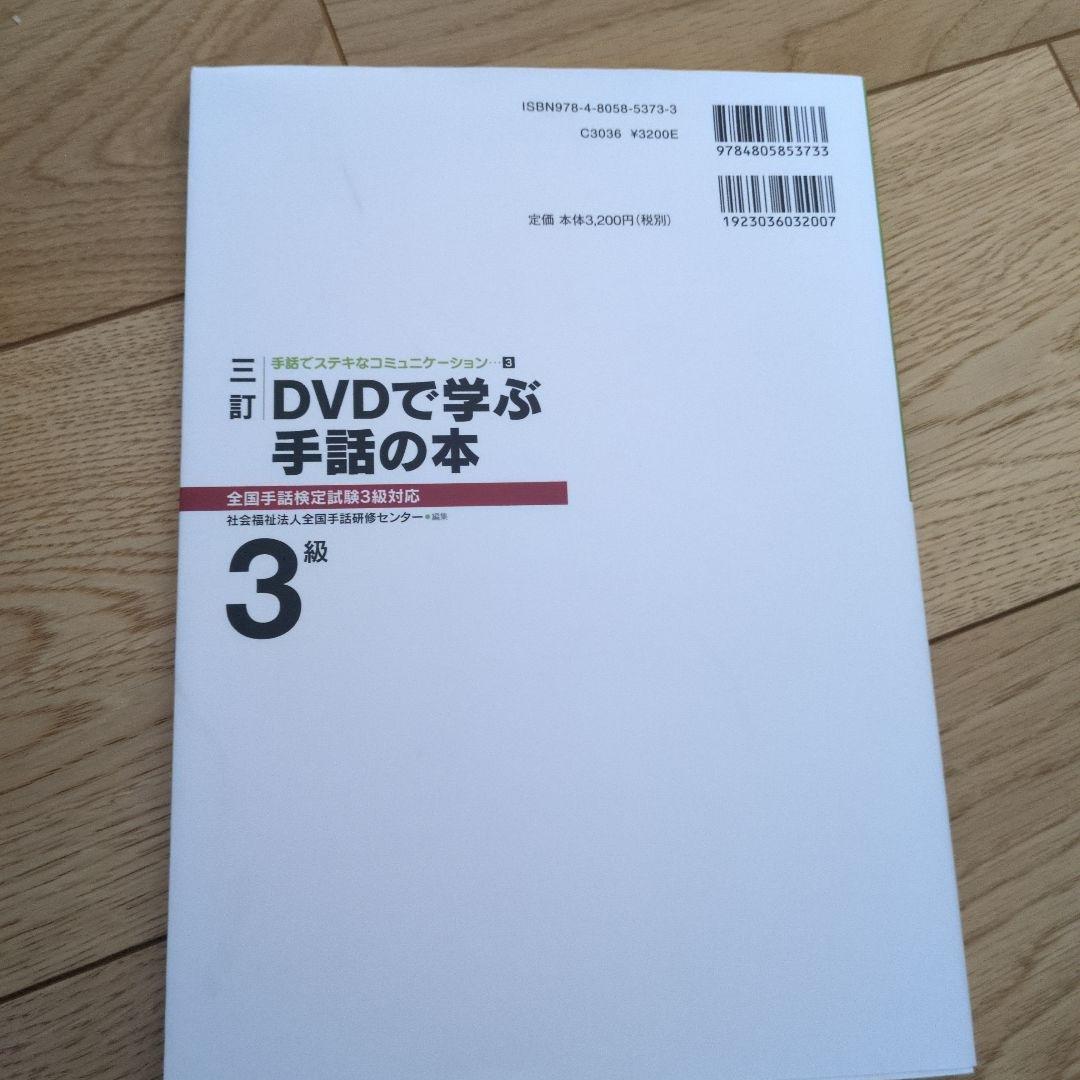 ISBN978-4-8058-5373-3
C3036 ¥3200E
9784805853733
定価 本体3,200円(税別)
1923036032007
三訂
手話でステキなコミュニケーション…3
DVDで学ぶ
手話の本
全国手話検定試験3級対応
社会福祉法人全国手話研修センター●編集
3級